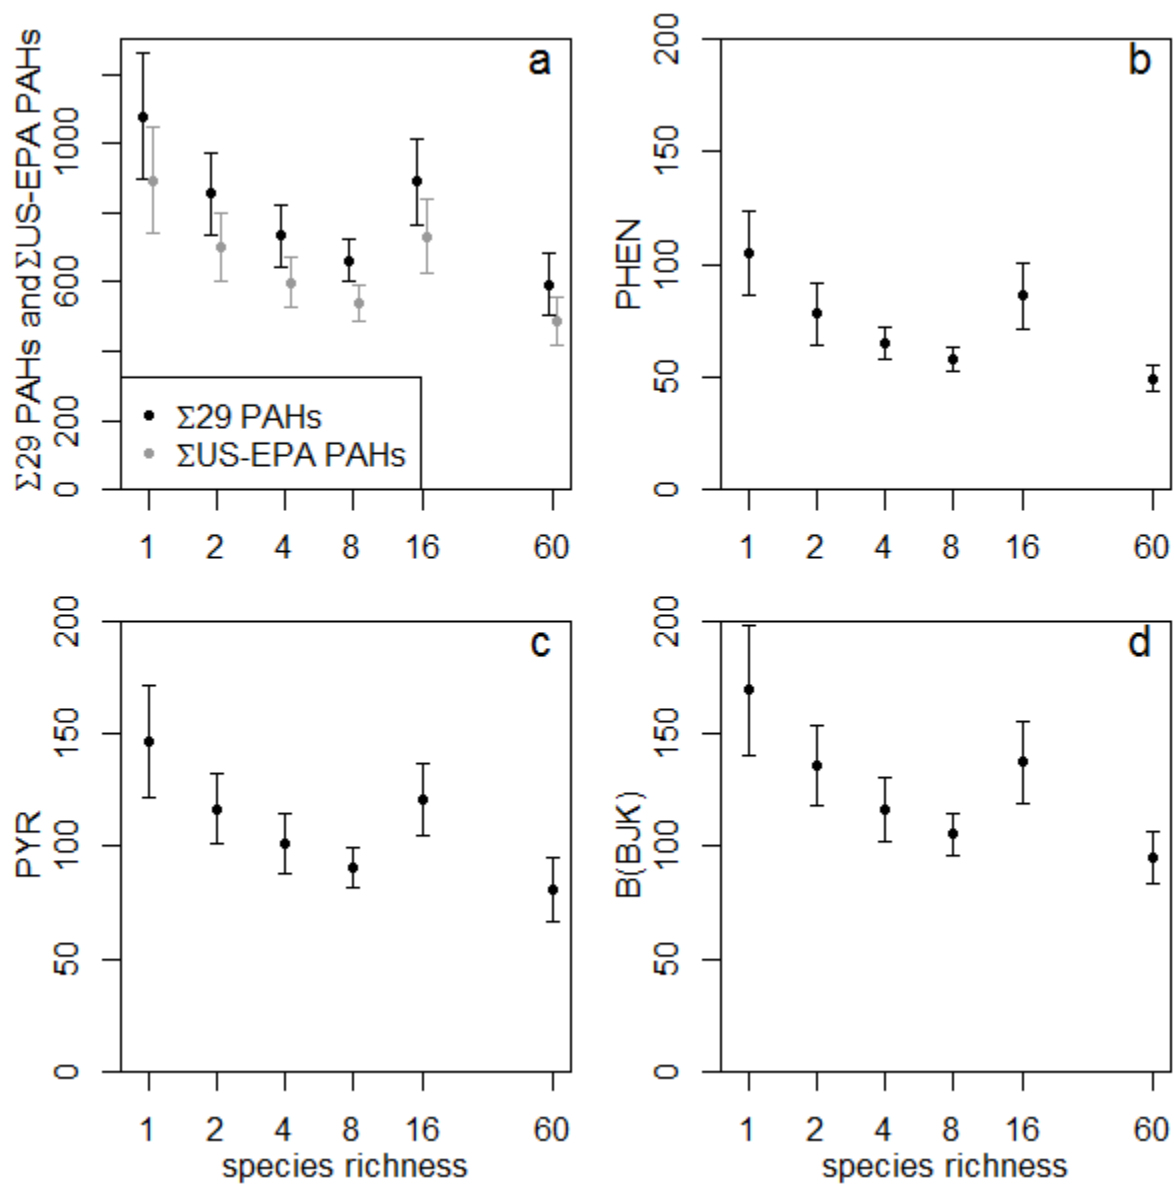 Σ29 PAHs and ΣUS-EPA PAHs
0
200
600
1000
a
Σ29 PAHs
ΣUS-EPA PAHs
1 2 4 8 16 60
PHEN
0
50
100
150
200
b
1 2 4 8 16 60
PYR
0
50
100
150
200
c
1 2 4 8 16 60
species richness
B(BJK)
0
50
100
150
200
d
1 2 4 8 16 60
species richness